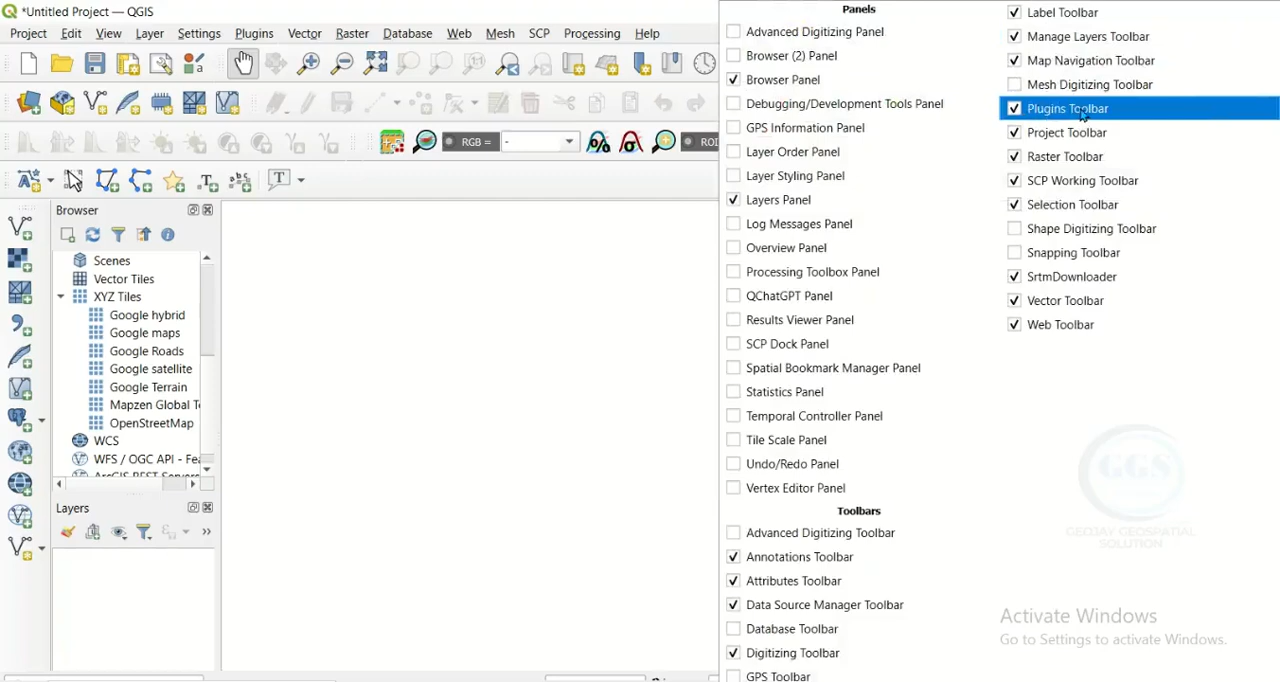 *Untitled Project — QGIS
Project Edit View Layer Settings Plugins Vector Raster Database Web Mesh SCP Processing Help
RGB = -
T
Browser
Scenes
Vector Tiles
XYZ Tiles
Google hybrid
Google maps
Google Roads
Google satellite
Google Terrain
Mapzen Global T
OpenStreetMap
WCS
WFS / OGC API - Fea
ArcGIS REST Servers
Layers
Panels
Advanced Digitizing Panel
Browser (2) Panel
Browser Panel
Debugging/Development Tools Panel
GPS Information Panel
Layer Order Panel
Layer Styling Panel
Layers Panel
Log Messages Panel
Overview Panel
Processing Toolbox Panel
QChatGPT Panel
Results Viewer Panel
SCP Dock Panel
Spatial Bookmark Manager Panel
Statistics Panel
Temporal Controller Panel
Tile Scale Panel
Undo/Redo Panel
Vertex Editor Panel
Toolbars
Advanced Digitizing Toolbar
Annotations Toolbar
Attributes Toolbar
Data Source Manager Toolbar
Database Toolbar
Digitizing Toolbar
GPS Toolbar
Label Toolbar
Manage Layers Toolbar
Map Navigation Toolbar
Mesh Digitizing Toolbar
Plugins Toolbar
Project Toolbar
Raster Toolbar
SCP Working Toolbar
Selection Toolbar
Shape Digitizing Toolbar
Snapping Toolbar
SrtmDownloader
Vector Toolbar
Web Toolbar
GGS
GEOJAY GEOSPATIAL
SOLUTION
Activate Windows
Go to Settings to activate Windows.